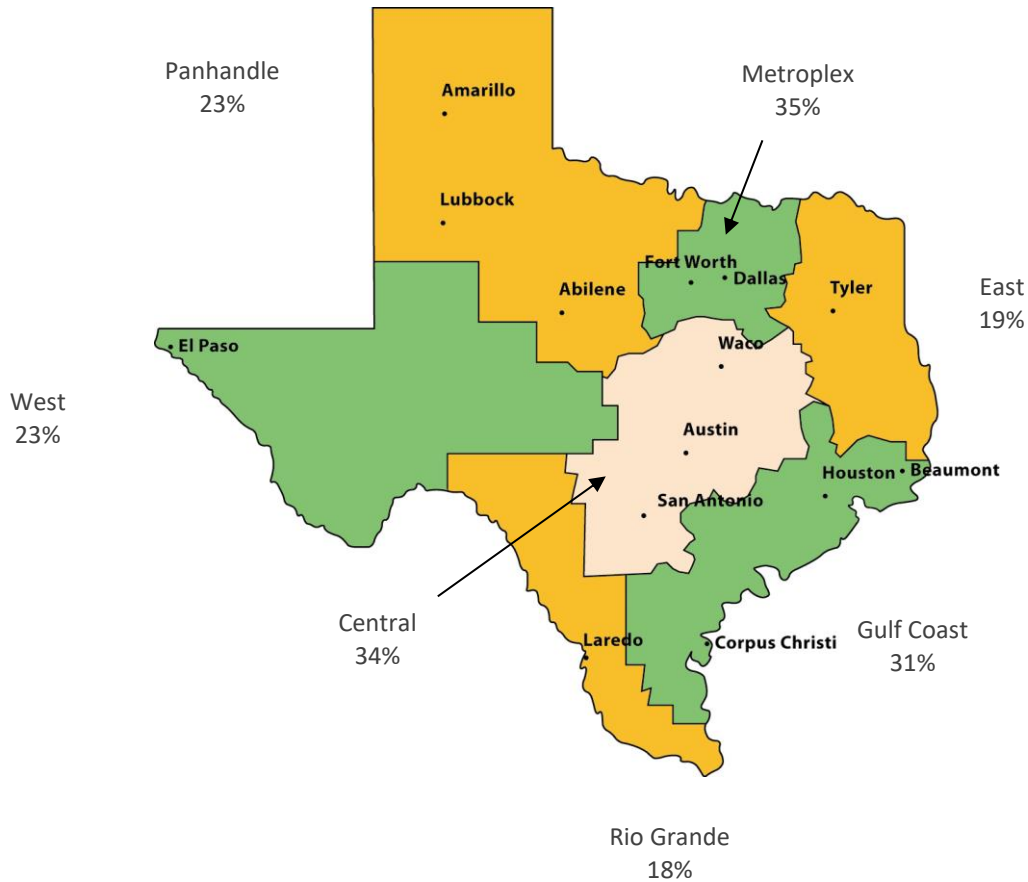 Panhandle
23%
Metroplex
35%
Amarillo
Lubbock
Fort Worth
Dallas
Abilene
Tyler
East
19%
El Paso
Waco
West
23%
Austin
Houston
Beaumont
San Antonio
Central
34%
Laredo
Corpus Christi
Gulf Coast
31%
Rio Grande
18%